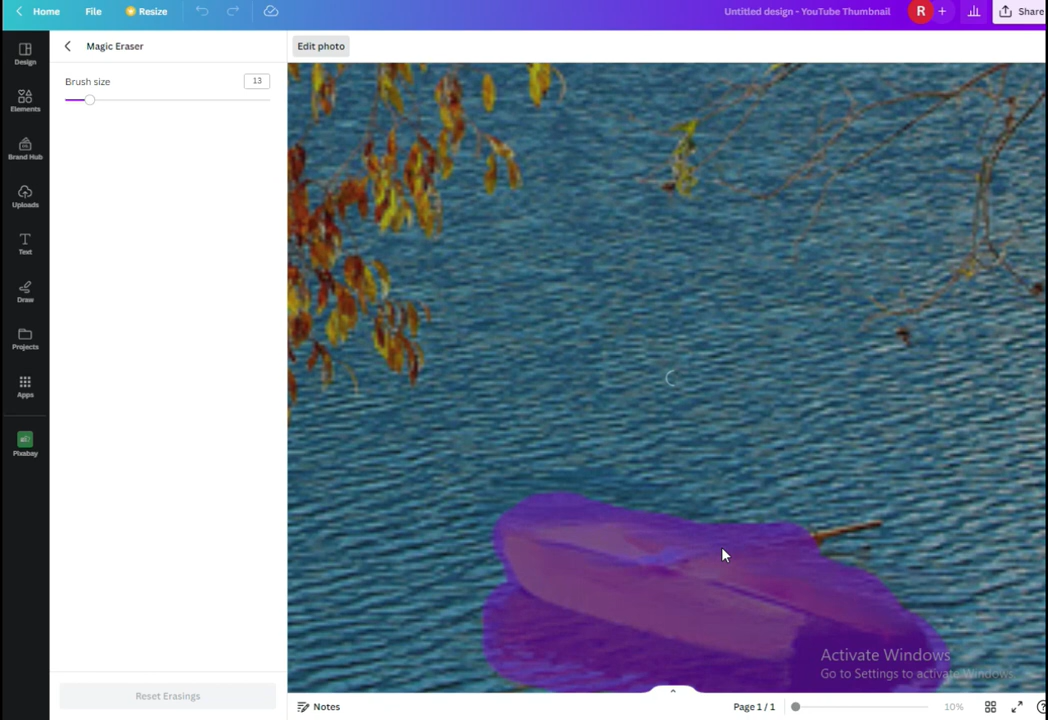 Home File Resize Untitled design - YouTube Thumbnail R + Share
Design
Elements
Brand Hub
Uploads
Text
Draw
Projects
Apps
Pixabay
Magic Eraser
Brush size 13
Reset Erasings
Edit photo
Activate Windows
Go to Settings to activate Windows.
Notes Page 1 / 1 10% ?